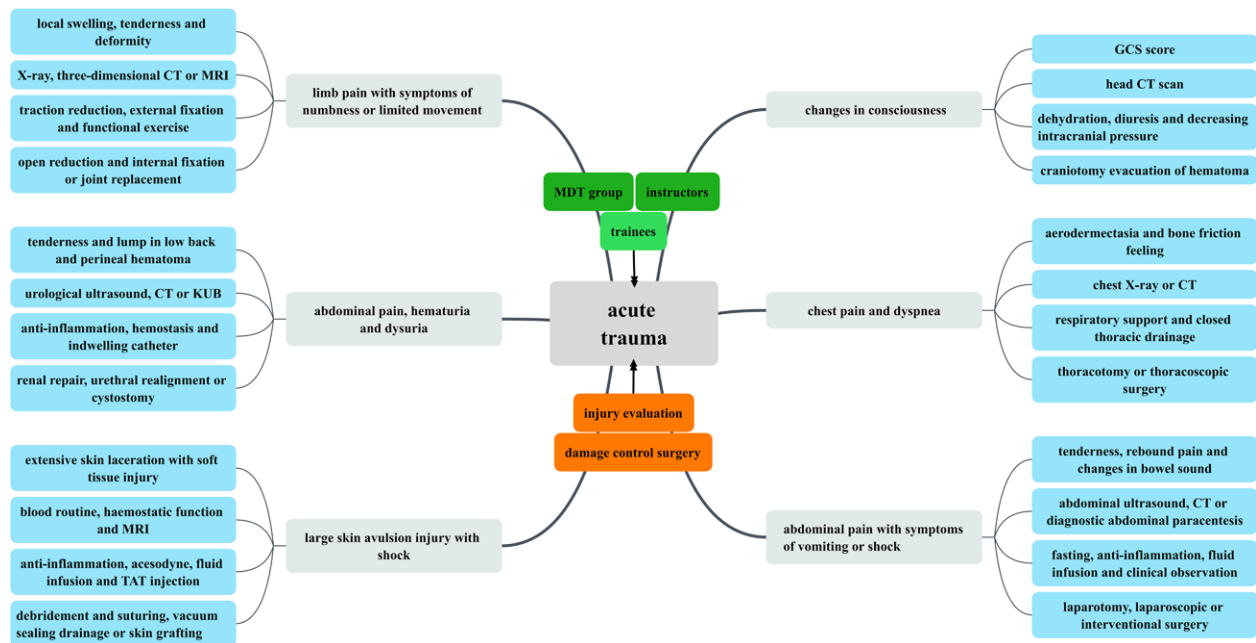 local swelling, tenderness and
deformity
X-ray, three-dimensional CT or MRI
traction reduction, external fixation
and functional exercise
open reduction and internal fixation
or joint replacement
limb pain with symptoms of
numbness or limited movement
tenderness and lump in low back
and perineal hematoma
urological ultrasound, CT or KUB
anti-inflammation, hemostasis and
indwelling catheter
renal repair, urethral realignment or
cystostomy
abdominal pain, hematuria
and dysuria
extensive skin laceration with soft
tissue injury
blood routine, haemostatic function
and MRI
anti-inflammation, acesodyne, fluid
infusion and TAT injection
debridement and suturing, vacuum
sealing drainage or skin grafting
large skin avulsion injury with
shock
MDT group
instructors
trainees
acute
trauma
injury evaluation
damage control surgery
changes in consciousness
GCS score
head CT scan
dehydration, diuresis and decreasing
intracranial pressure
craniotomy evacuation of hematoma
chest pain and dyspnea
aerodermectasia and bone friction
feeling
chest X-ray or CT
respiratory support and closed
thoracic drainage
thoracotomy or thoracoscopic
surgery
abdominal pain with symptoms
of vomiting or shock
tenderness, rebound pain and
changes in bowel sound
abdominal ultrasound, CT or
diagnostic abdominal paracentesis
fasting, anti-inflammation, fluid
infusion and clinical observation
laparotomy, laparoscopic or
interventional surgery